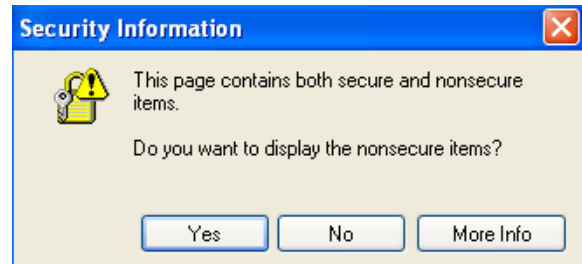 Security Information
This page contains both secure and nonsecure
items.
Do you want to display the nonsecure items?
Yes
No
More Info